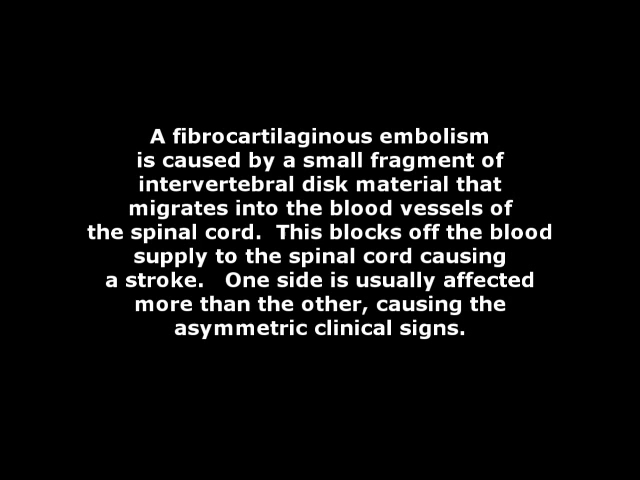 A fibrocartilaginous embolism
is caused by a small fragment of
intervertebral disk material that
migrates into the blood vessels of
the spinal cord.  This blocks off the blood
supply to the spinal cord causing
a stroke.   One side is usually affected
more than the other, causing the
asymmetric clinical signs.